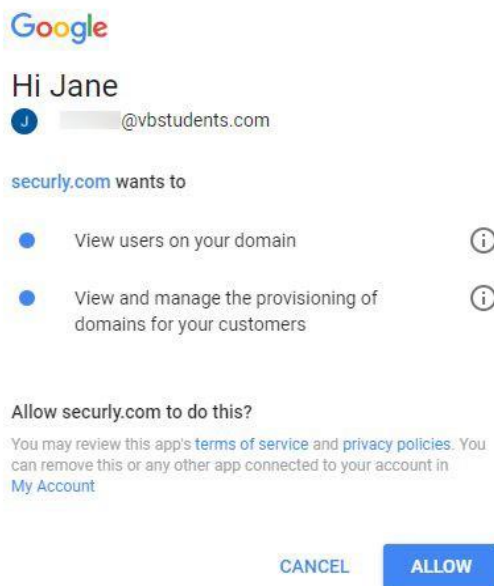 Google
Hi Jane
J @vbstudents.com
securly.com wants to
View users on your domain
View and manage the provisioning of
domains for your customers
Allow securly.com to do this?
You may review this app's terms of service and privacy policies. You
can remove this or any other app connected to your account in
My Account
CANCEL ALLOW